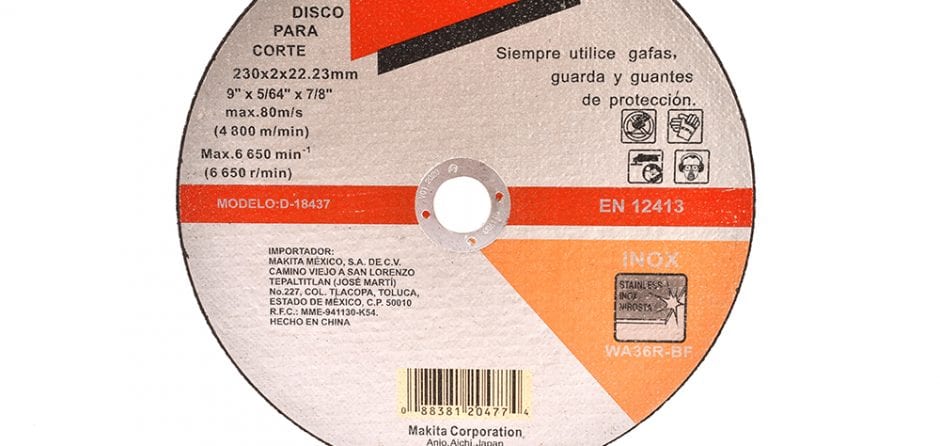 DISCO
PARA
CORTE
230x2x22.23mm
9" x 5/64" x 7/8"
max.80m/s
(4 800 m/min)
Max.6 650 min⁻¹
(6 650 r/min)
Siempre utilice gafas,
guarda y guantes
de protección.
MODELO:D-18437
EN 12413
IMPORTADOR:
MAKITA MÉXICO, S.A. DE C.V.
CAMINO VIEJO A SAN LORENZO
TEPALTITLAN (JOSÉ MARTÍ)
No.227, COL. TLACOPA, TOLUCA,
ESTADO DE MÉXICO, C.P. 50010
R.F.C.: MME-941130-K54.
HECHO EN CHINA
INOX
STAINLESS
INOX
NIROSTA
WA36R-BF
0 88381 20477 4
Makita Corporation
Anjo, Aichi, Japan